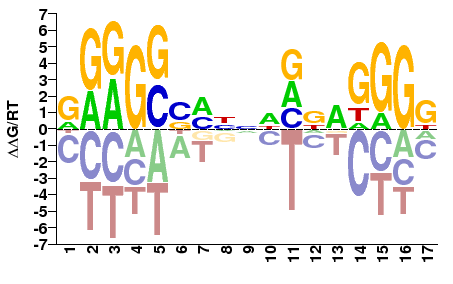 ΔΔG/RT
7
6
5
4
3
2
1
0
-1
-2
-3
-4
-5
-6
-7
G A C
G A C T
G A C T
G A C T
G C A T
C G A
A C G T
T G
A T C
G A C T
G C
A T
G T A C
G A C T
G A C T
G T A C
1 2 3 4 5 6 7 8 9 10 11 12 13 14 15 16 17